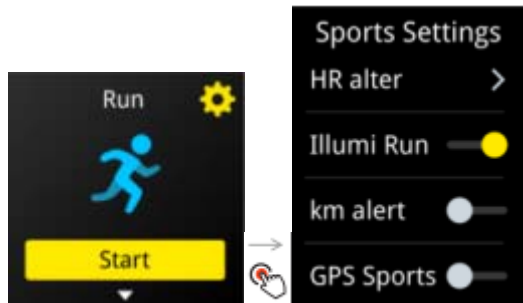 Run
Start
Sports Settings
HR alter
Illumi Run
km alert
GPS Sports